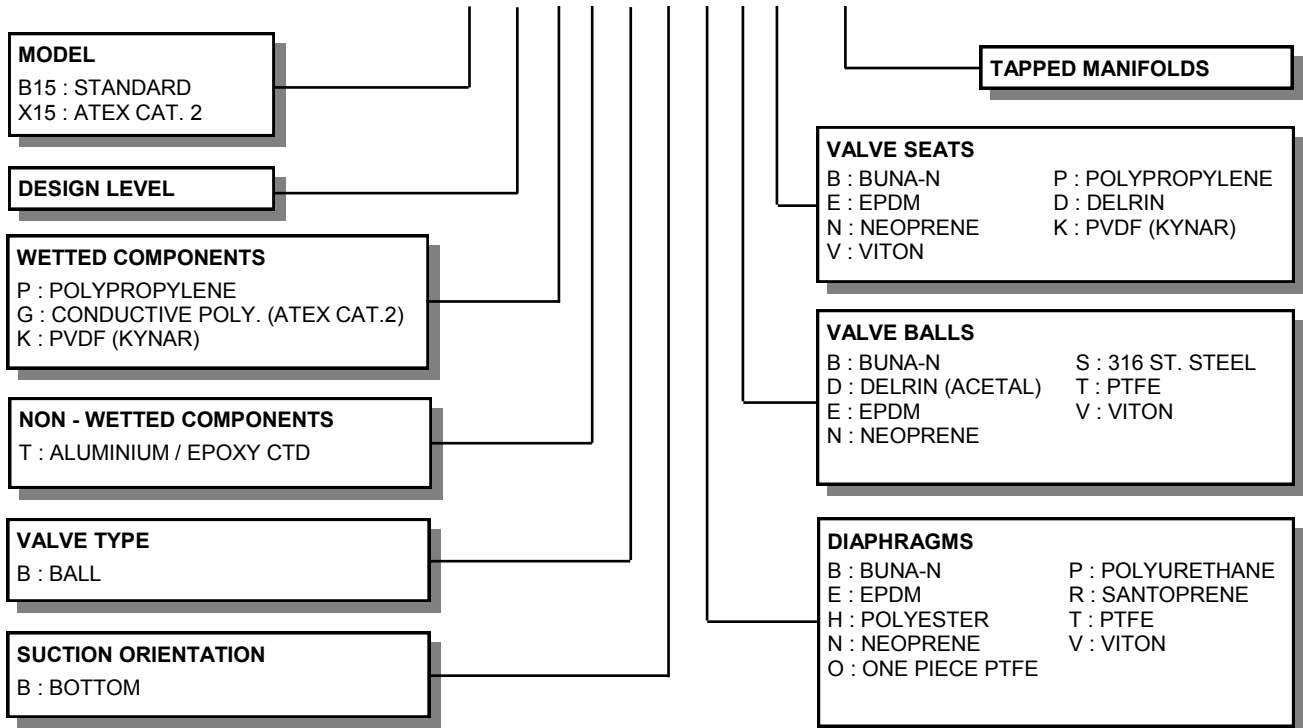 MODEL
B15 : STANDARD
X15 : ATEX CAT. 2
DESIGN LEVEL
WETTED COMPONENTS
P : POLYPROPYLENE
G : CONDUCTIVE POLY. (ATEX CAT.2)
K : PVDF (KYNAR)
NON - WETTED COMPONENTS
T : ALUMINIUM / EPOXY CTD
VALVE TYPE
B : BALL
SUCTION ORIENTATION
B : BOTTOM
TAPPED MANIFOLDS
VALVE SEATS
B : BUNA-N P : POLYPROPYLENE
E : EPDM D : DELRIN
N : NEOPRENE K : PVDF (KYNAR)
V : VITON
VALVE BALLS
B : BUNA-N S : 316 ST. STEEL
D : DELRIN (ACETAL) T : PTFE
E : EPDM V : VITON
N : NEOPRENE
DIAPHRAGMS
B : BUNA-N P : POLYURETHANE
E : EPDM R : SANTOPRENE
H : POLYESTER T : PTFE
N : NEOPRENE V : VITON
O : ONE PIECE PTFE